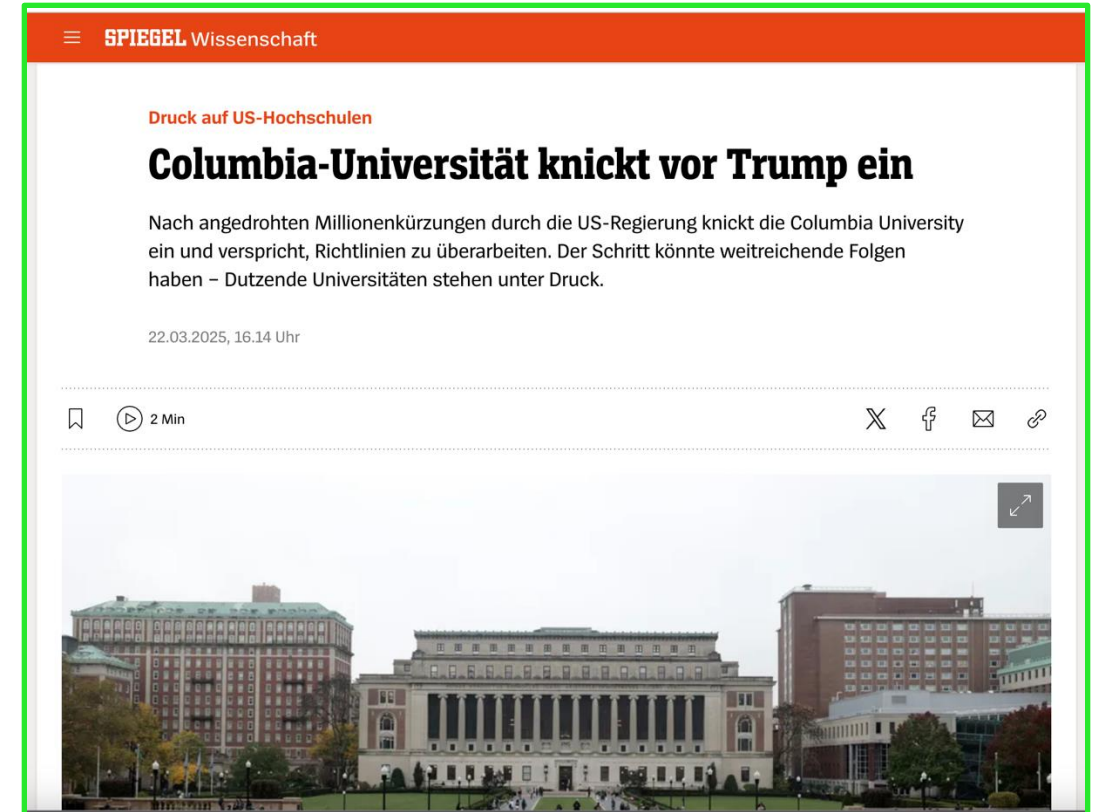 SPIEGEL Wissenschaft
Druck auf US-Hochschulen
Columbia-Universität knickt vor Trump ein
Nach angedrohten Millionenkürzungen durch die US-Regierung knickt die Columbia University
ein und verspricht, Richtlinien zu überarbeiten. Der Schritt könnte weitreichende Folgen
haben – Dutzende Universitäten stehen unter Druck.
22.03.2025, 16.14 Uhr
2 Min